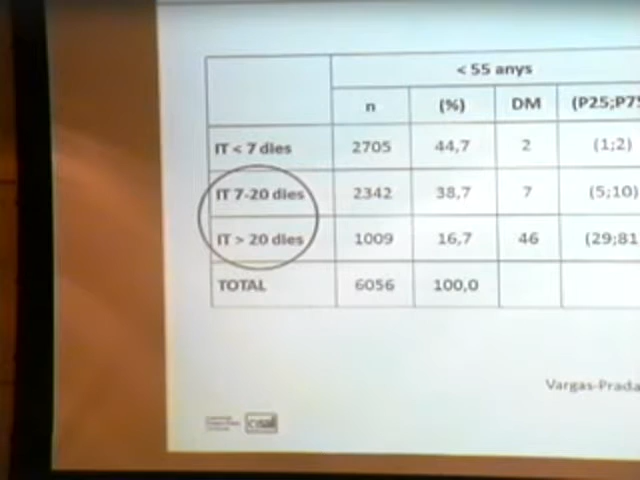 < 55 anys
n (%) DM (P25;P75
IT < 7 dies 2705 44,7 2 (1;2)
IT 7-20 dies 2342 38,7 7 (5;10)
IT > 20 dies 1009 16,7 46 (29;81
TOTAL 6056 100,0
Vargas-Prada
cisal